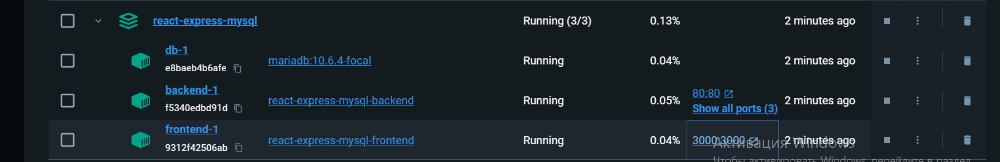 react-express-mysql Running (3/3) 0.13% 2 minutes ago
db-1
e8baeb4b6afe mariadb:10.6.4-focal Running 0.04% 2 minutes ago
backend-1
f5340edbd91d react-express-mysql-backend Running 0.05% 80:80 2 minutes ago
Show all ports (3)
frontend-1
9312f42506ab react-express-mysql-frontend Running 0.04% 3000:3000 2 minutes ago
Активация Windows
Чтобы активировать Windows, перейдите в раздел